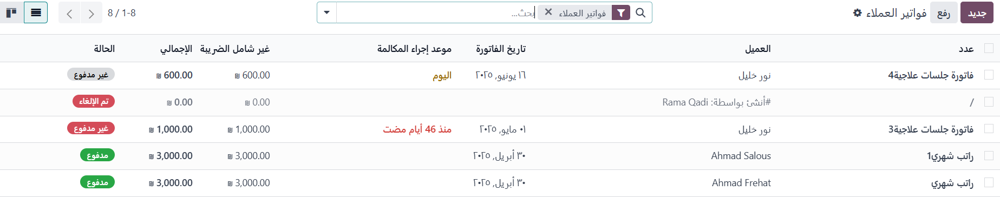 جديد رفع فواتير العملاء فواتير العملاء بحث... 8 / 1-8
عدد العميل تاريخ الفاتورة موعد إجراء المكالمة غير شامل الضريبة الإجمالي الحالة
فاتورة جلسات علاجية4 نور خليل ١٦ يونيو, ٢٠٢٥ اليوم 600.00 ₪ 600.00 ₪ غير مدفوع
/ #أنشئ بواسطة: Rama Qadi 0.00 ₪ 0.00 ₪ تم الإلغاء
فاتورة جلسات علاجية3 نور خليل ٠١ مايو, ٢٠٢٥ منذ 46 أيام مضت 1,000.00 ₪ 1,000.00 ₪ غير مدفوع
راتب شهري1 Ahmad Salous ٣٠ أبريل, ٢٠٢٥ 3,000.00 ₪ 3,000.00 ₪ مدفوع
راتب شهري Ahmad Frehat ٣٠ أبريل, ٢٠٢٥ 3,000.00 ₪ 3,000.00 ₪ مدفوع